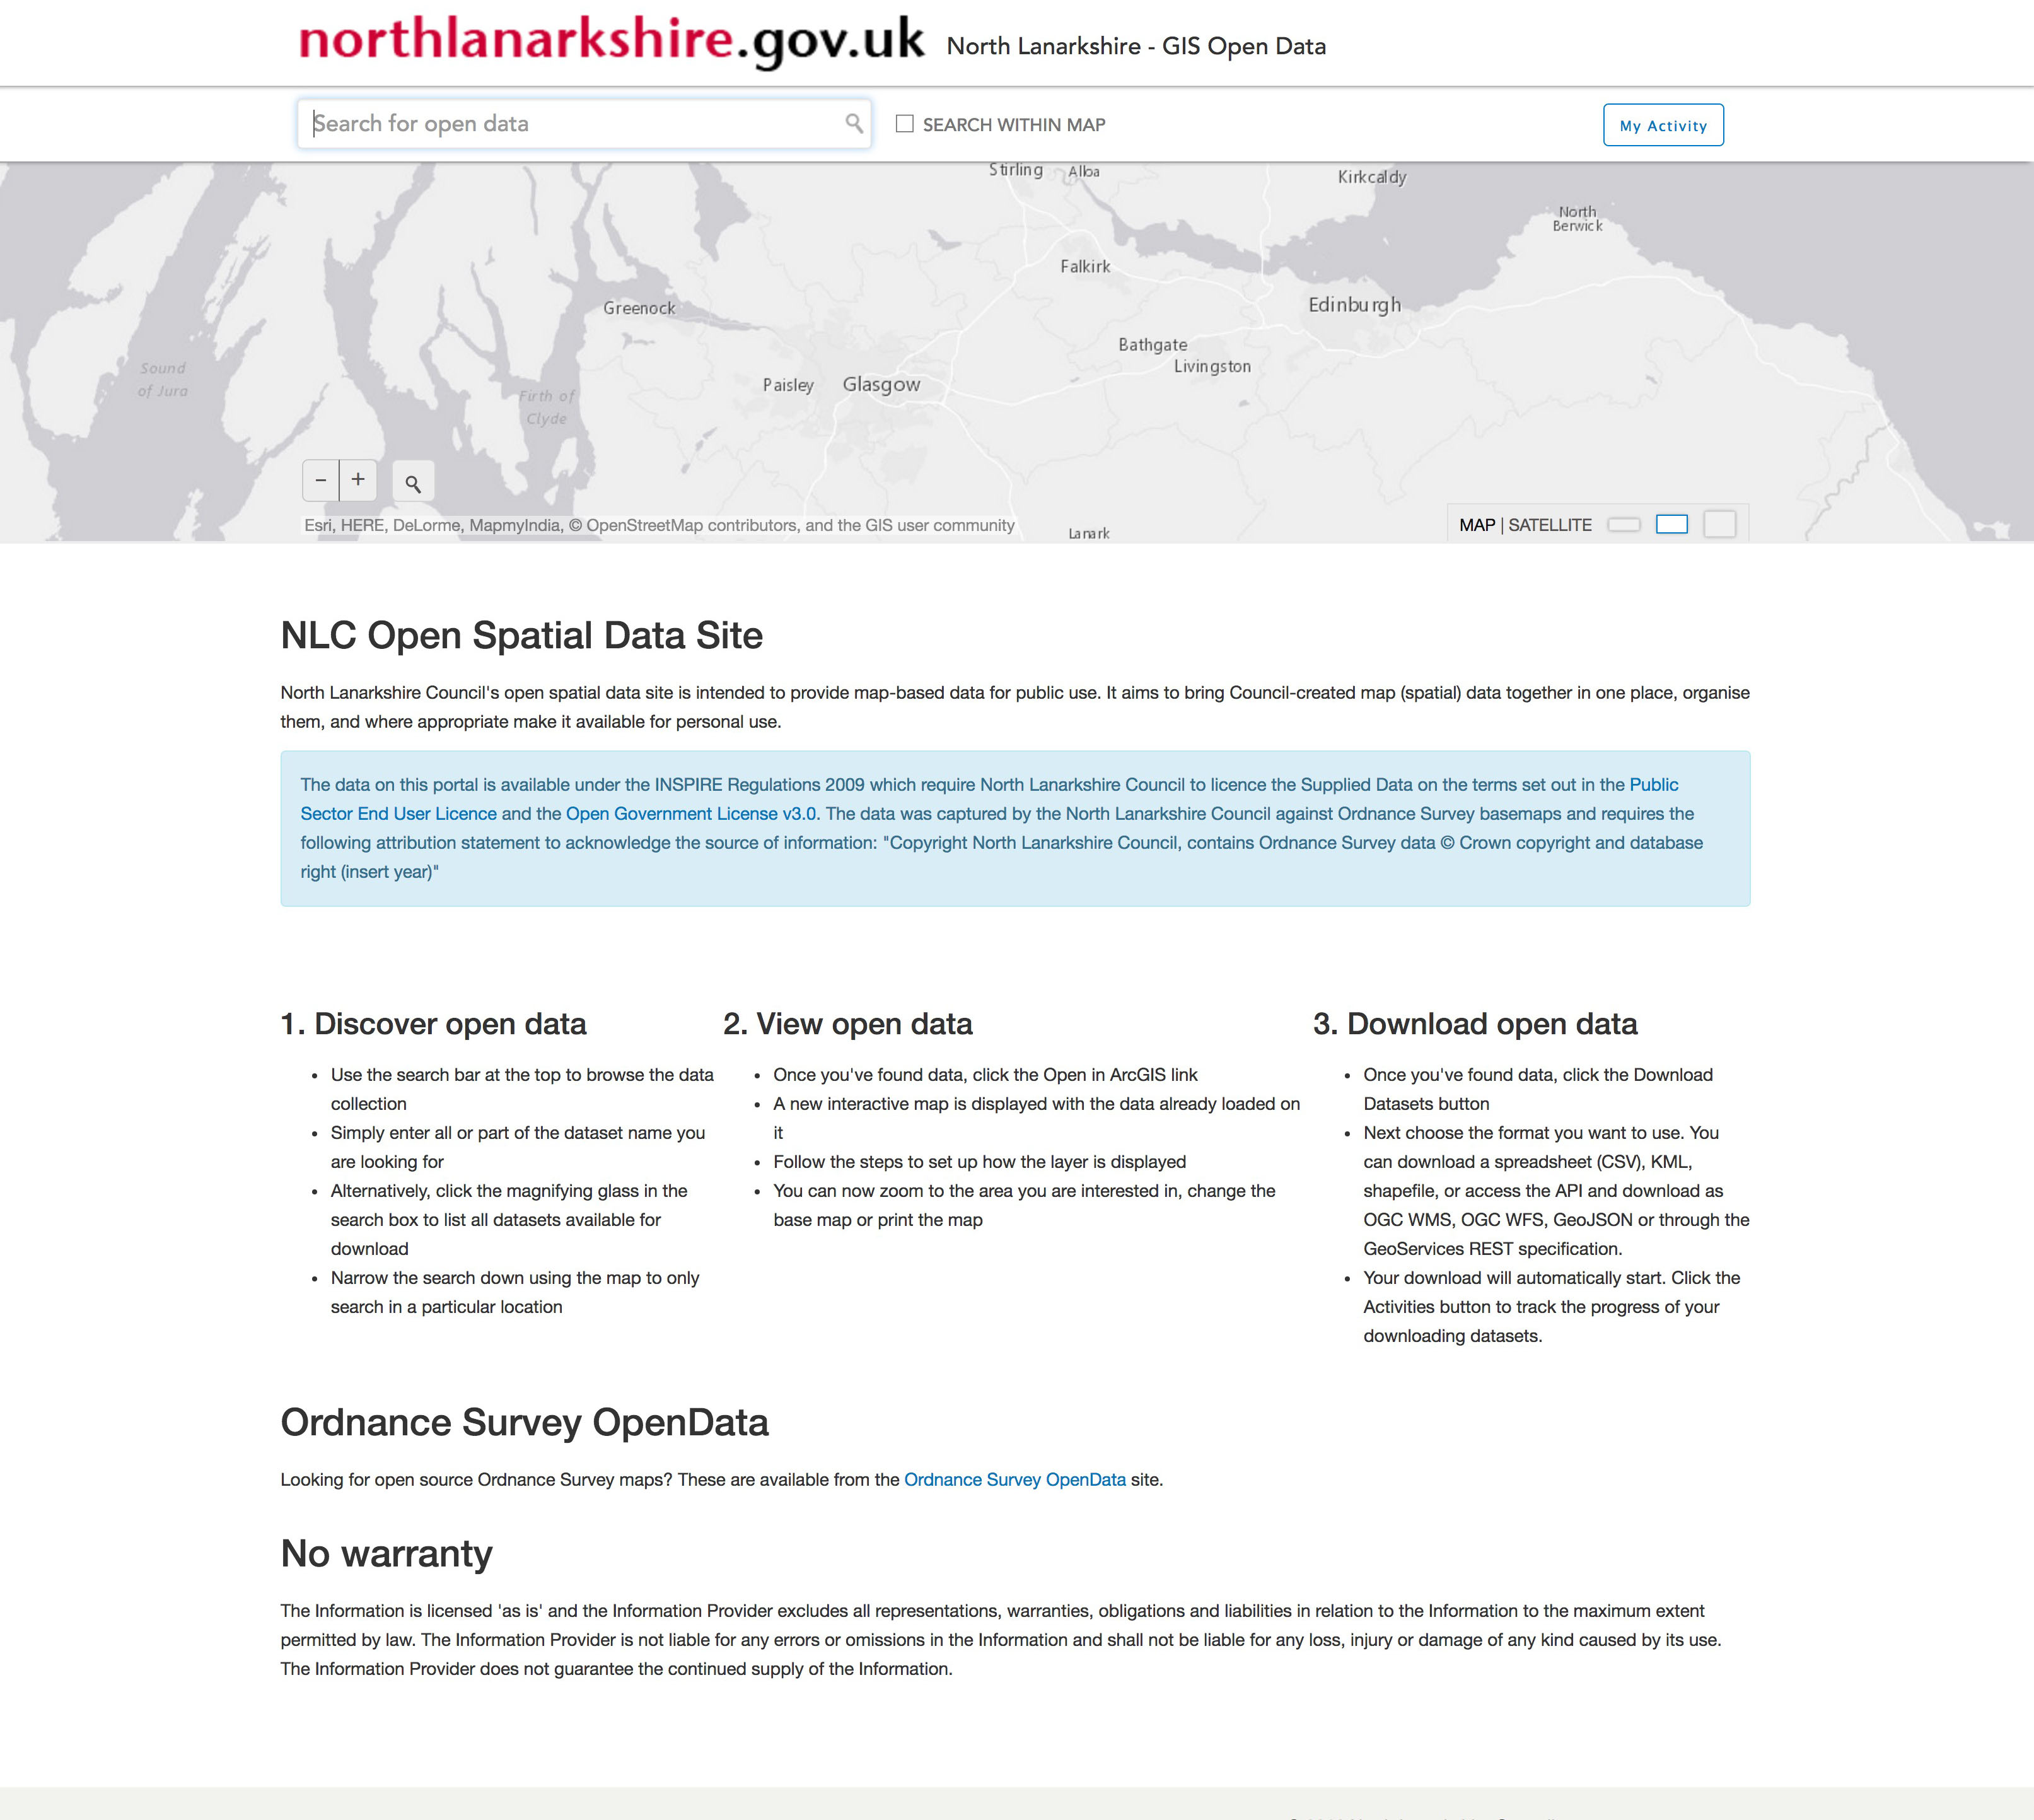 northlanarkshire.gov.uk North Lanarkshire - GIS Open Data
Search for open data
SEARCH WITHIN MAP
My Activity
Stirling
Alloa
Kirkcaldy
North
Berwick
Falkirk
Greenock
Edinburgh
Bathgate
Livingston
Sound
of Jura
Paisley
Glasgow
Firth of
Clyde
− +
Esri, HERE, DeLorme, MapmyIndia, © OpenStreetMap contributors, and the GIS user community
Lanark
MAP | SATELLITE
NLC Open Spatial Data Site
North Lanarkshire Council's open spatial data site is intended to provide map-based data for public use. It aims to bring Council-created map (spatial) data together in one place, organise
them, and where appropriate make it available for personal use.
The data on this portal is available under the INSPIRE Regulations 2009 which require North Lanarkshire Council to licence the Supplied Data on the terms set out in the Public
Sector End User Licence and the Open Government License v3.0. The data was captured by the North Lanarkshire Council against Ordnance Survey basemaps and requires the
following attribution statement to acknowledge the source of information: "Copyright North Lanarkshire Council, contains Ordnance Survey data © Crown copyright and database
right (insert year)"
1. Discover open data
• Use the search bar at the top to browse the data
collection
• Simply enter all or part of the dataset name you
are looking for
• Alternatively, click the magnifying glass in the
search box to list all datasets available for
download
• Narrow the search down using the map to only
search in a particular location
2. View open data
• Once you've found data, click the Open in ArcGIS link
• A new interactive map is displayed with the data already loaded on
it
• Follow the steps to set up how the layer is displayed
• You can now zoom to the area you are interested in, change the
base map or print the map
3. Download open data
• Once you've found data, click the Download
Datasets button
• Next choose the format you want to use. You
can download a spreadsheet (CSV), KML,
shapefile, or access the API and download as
OGC WMS, OGC WFS, GeoJSON or through the
GeoServices REST specification.
• Your download will automatically start. Click the
Activities button to track the progress of your
downloading datasets.
Ordnance Survey OpenData
Looking for open source Ordnance Survey maps? These are available from the Ordnance Survey OpenData site.
No warranty
The Information is licensed 'as is' and the Information Provider excludes all representations, warranties, obligations and liabilities in relation to the Information to the maximum extent
permitted by law. The Information Provider is not liable for any errors or omissions in the Information and shall not be liable for any loss, injury or damage of any kind caused by its use.
The Information Provider does not guarantee the continued supply of the Information.